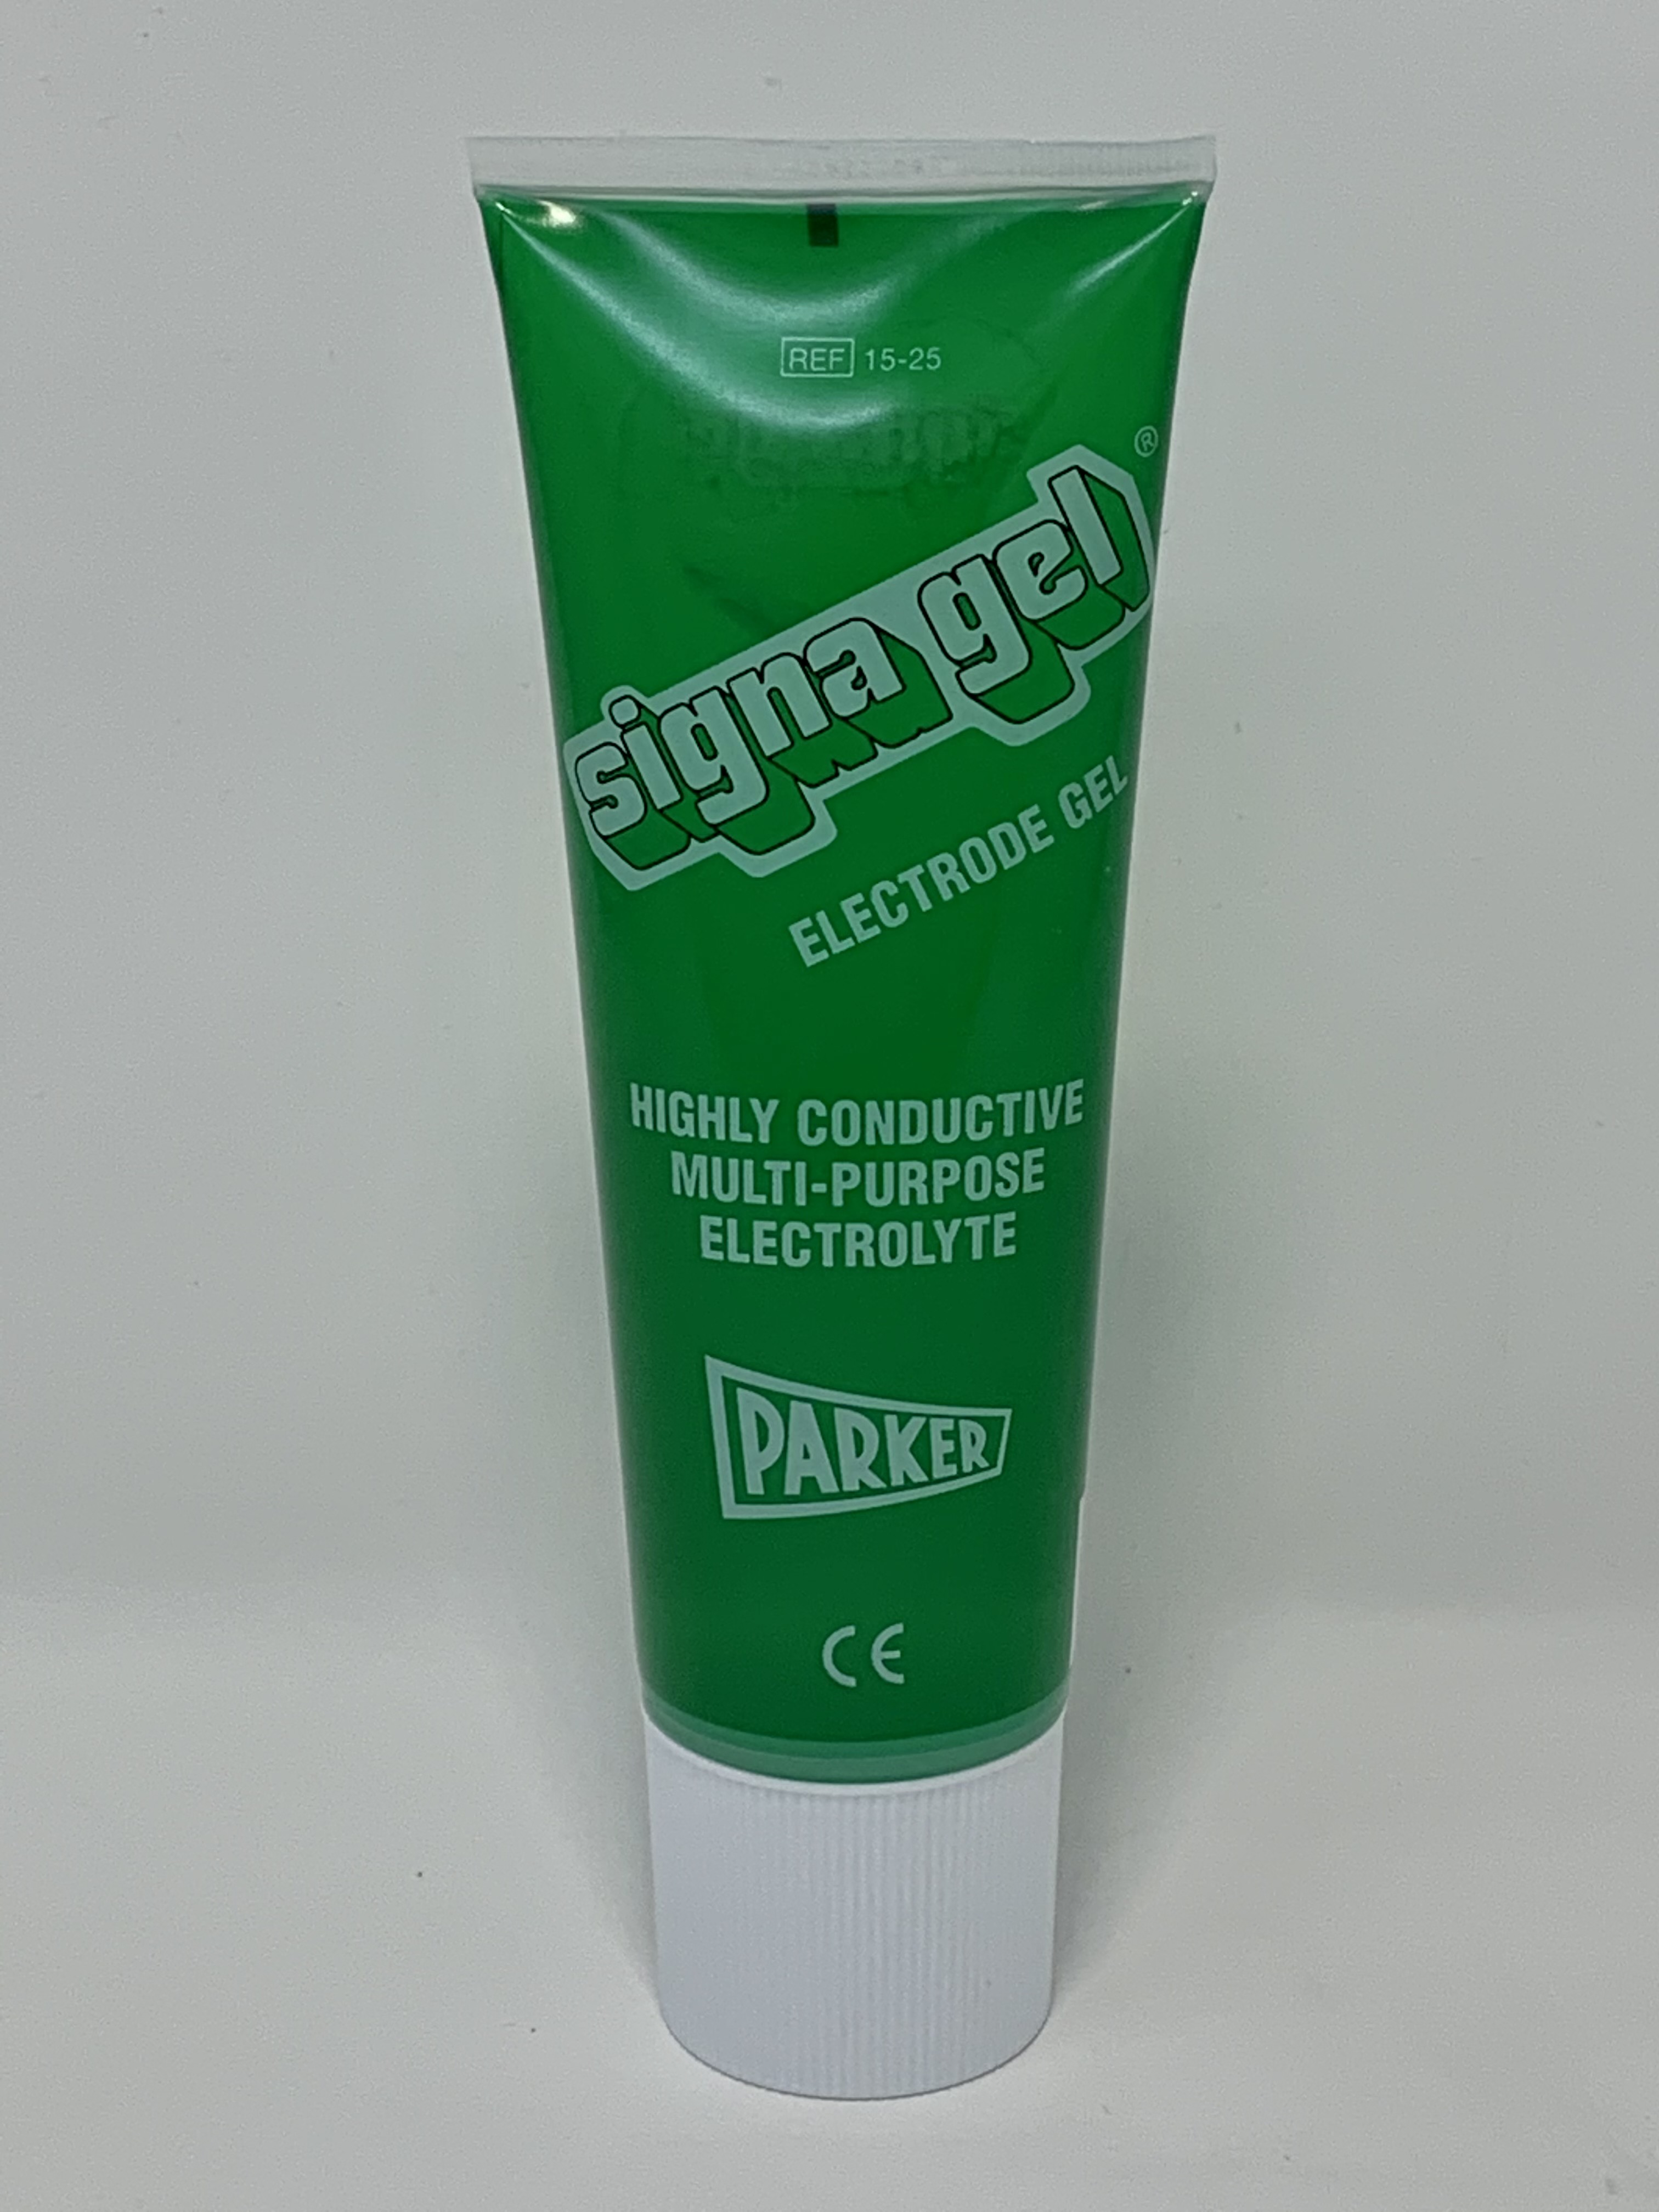 REF 15-25
signa gel®
ELECTRODE GEL
HIGHLY CONDUCTIVE
MULTI-PURPOSE
ELECTROLYTE
PARKER
CE